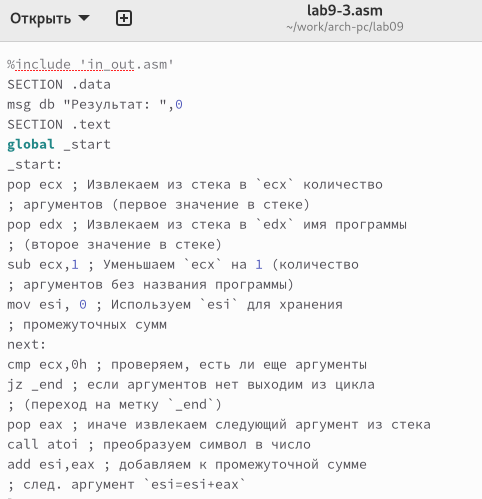 Открыть
lab9-3.asm
~/work/arch-pc/lab09
%include 'in_out.asm'
SECTION .data
msg db "Результат: ",0
SECTION .text
global _start
_start:
pop ecx ; Извлекаем из стека в `ecx` количество
; аргументов (первое значение в стеке)
pop edx ; Извлекаем из стека в `edx` имя программы
; (второе значение в стеке)
sub ecx,1 ; Уменьшаем `ecx` на 1 (количество
; аргументов без названия программы)
mov esi, 0 ; Используем `esi` для хранения
; промежуточных сумм
next:
cmp ecx,0h ; проверяем, есть ли еще аргументы
jz _end ; если аргументов нет выходим из цикла
; (переход на метку `_end`)
pop eax ; иначе извлекаем следующий аргумент из стека
call atoi ; преобразуем символ в число
add esi,eax ; добавляем к промежуточной сумме
; след. аргумент `esi=esi+eax`